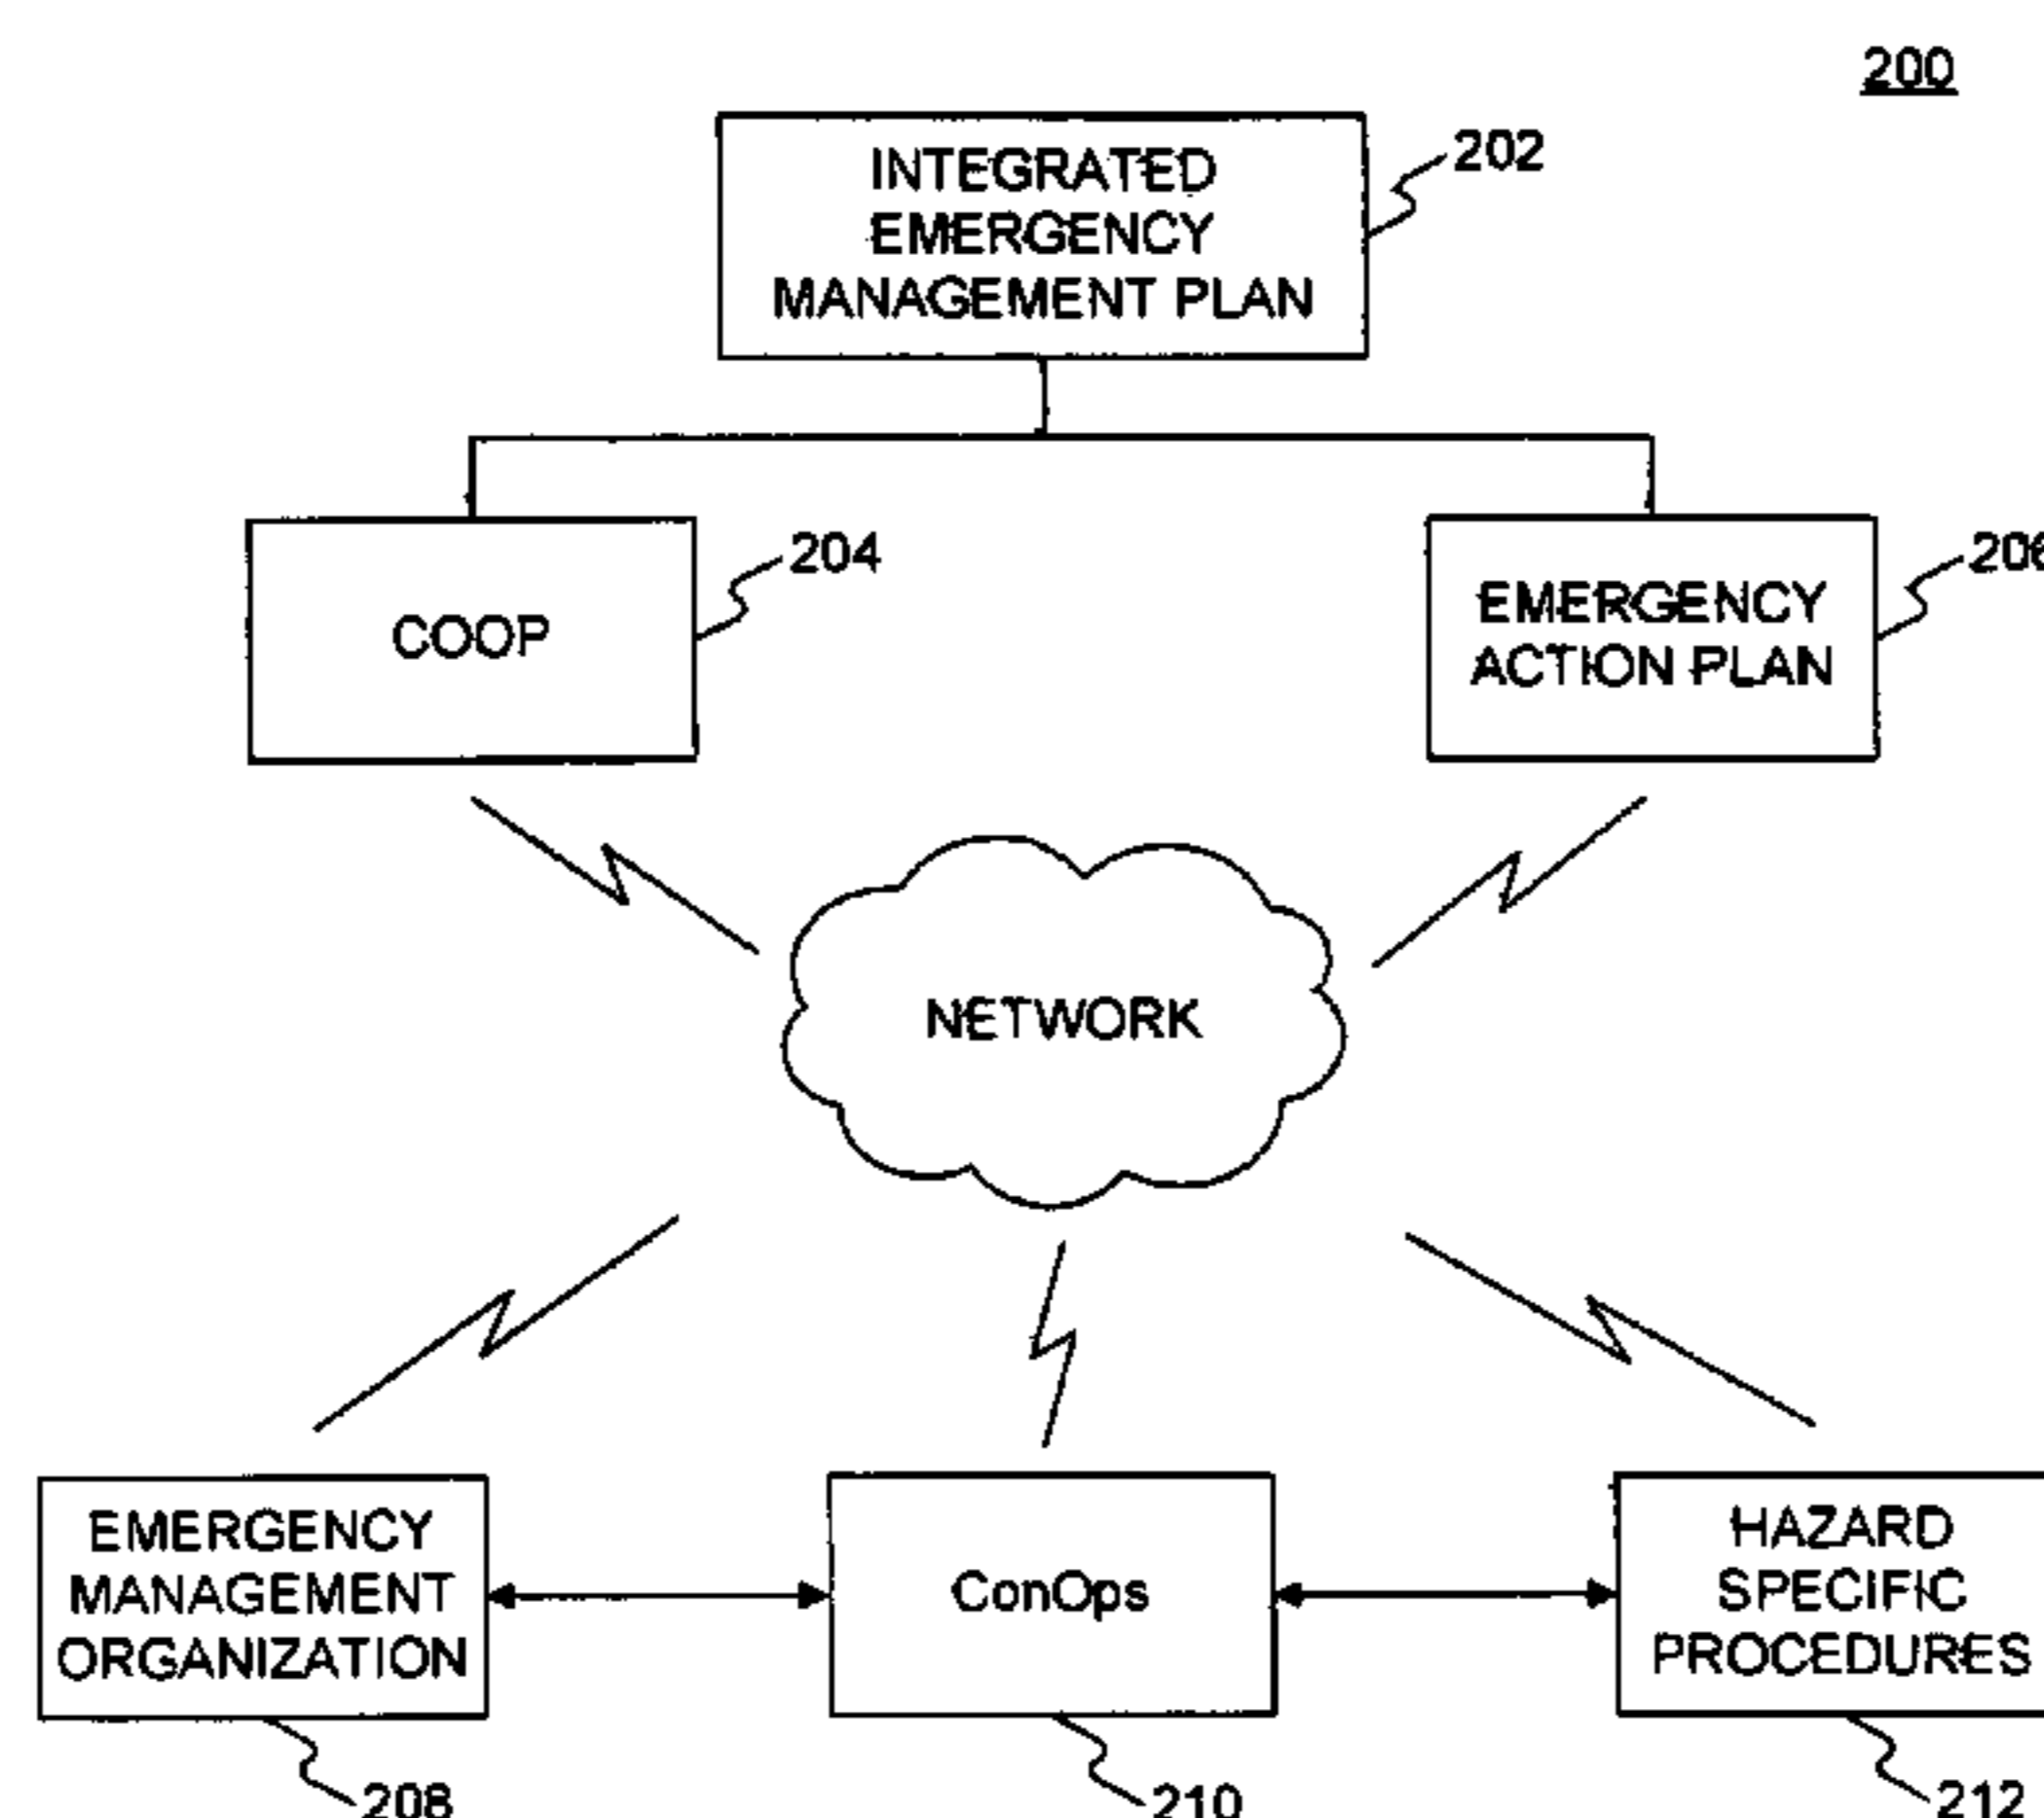 200
INTEGRATED
EMERGENCY
MANAGEMENT PLAN
202
COOP
204
EMERGENCY
ACTION PLAN
206
NETWORK
EMERGENCY
MANAGEMENT
ORGANIZATION
ConOps
HAZARD
SPECIFIC
PROCEDURES
208
210
212